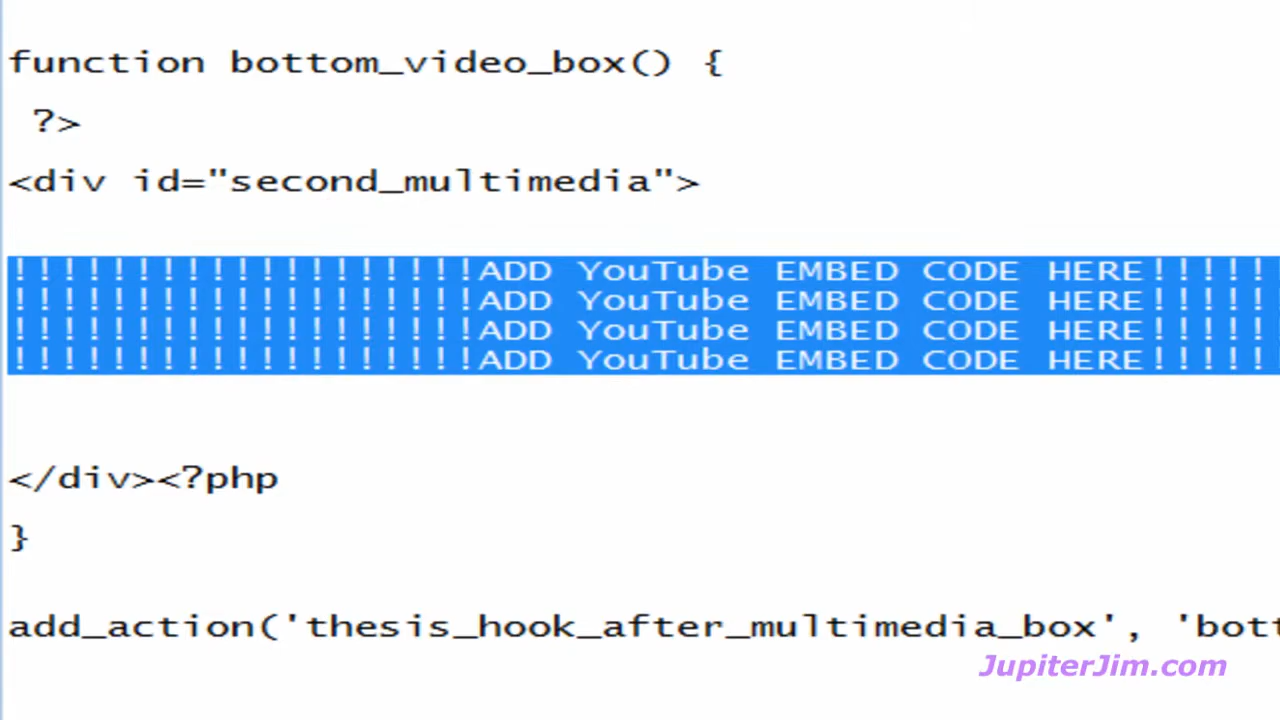 function bottom_video_box() {
?>
<div id="second_multimedia">
!!!!!!!!!!!!!!!!!!!ADD YouTube EMBED CODE HERE!!!!!
!!!!!!!!!!!!!!!!!!!ADD YouTube EMBED CODE HERE!!!!!
!!!!!!!!!!!!!!!!!!!ADD YouTube EMBED CODE HERE!!!!!
!!!!!!!!!!!!!!!!!!!ADD YouTube EMBED CODE HERE!!!!!
</div><?php
}
add_action('thesis_hook_after_multimedia_box', 'bott
JupiterJim.com